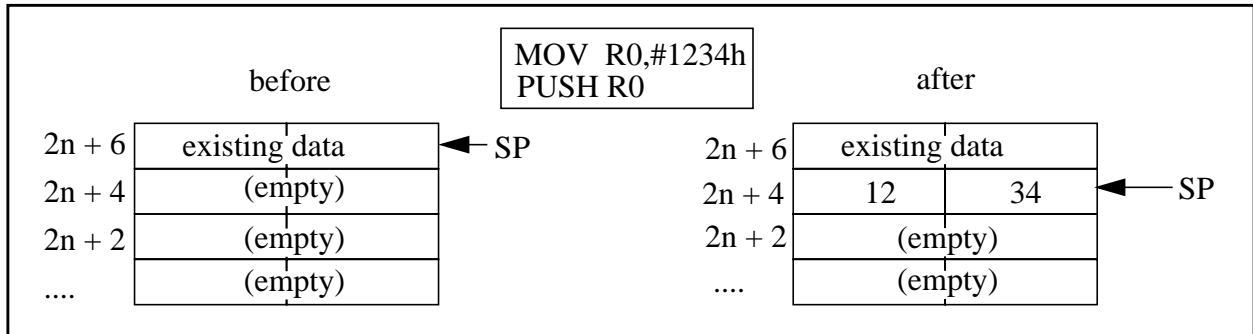 MOV R0,#1234h
PUSH R0
before
after
2n + 6 existing data SP
2n + 4 (empty)
2n + 2 (empty)
.... (empty)
2n + 6 existing data
2n + 4 12 34 SP
2n + 2 (empty)
.... (empty)